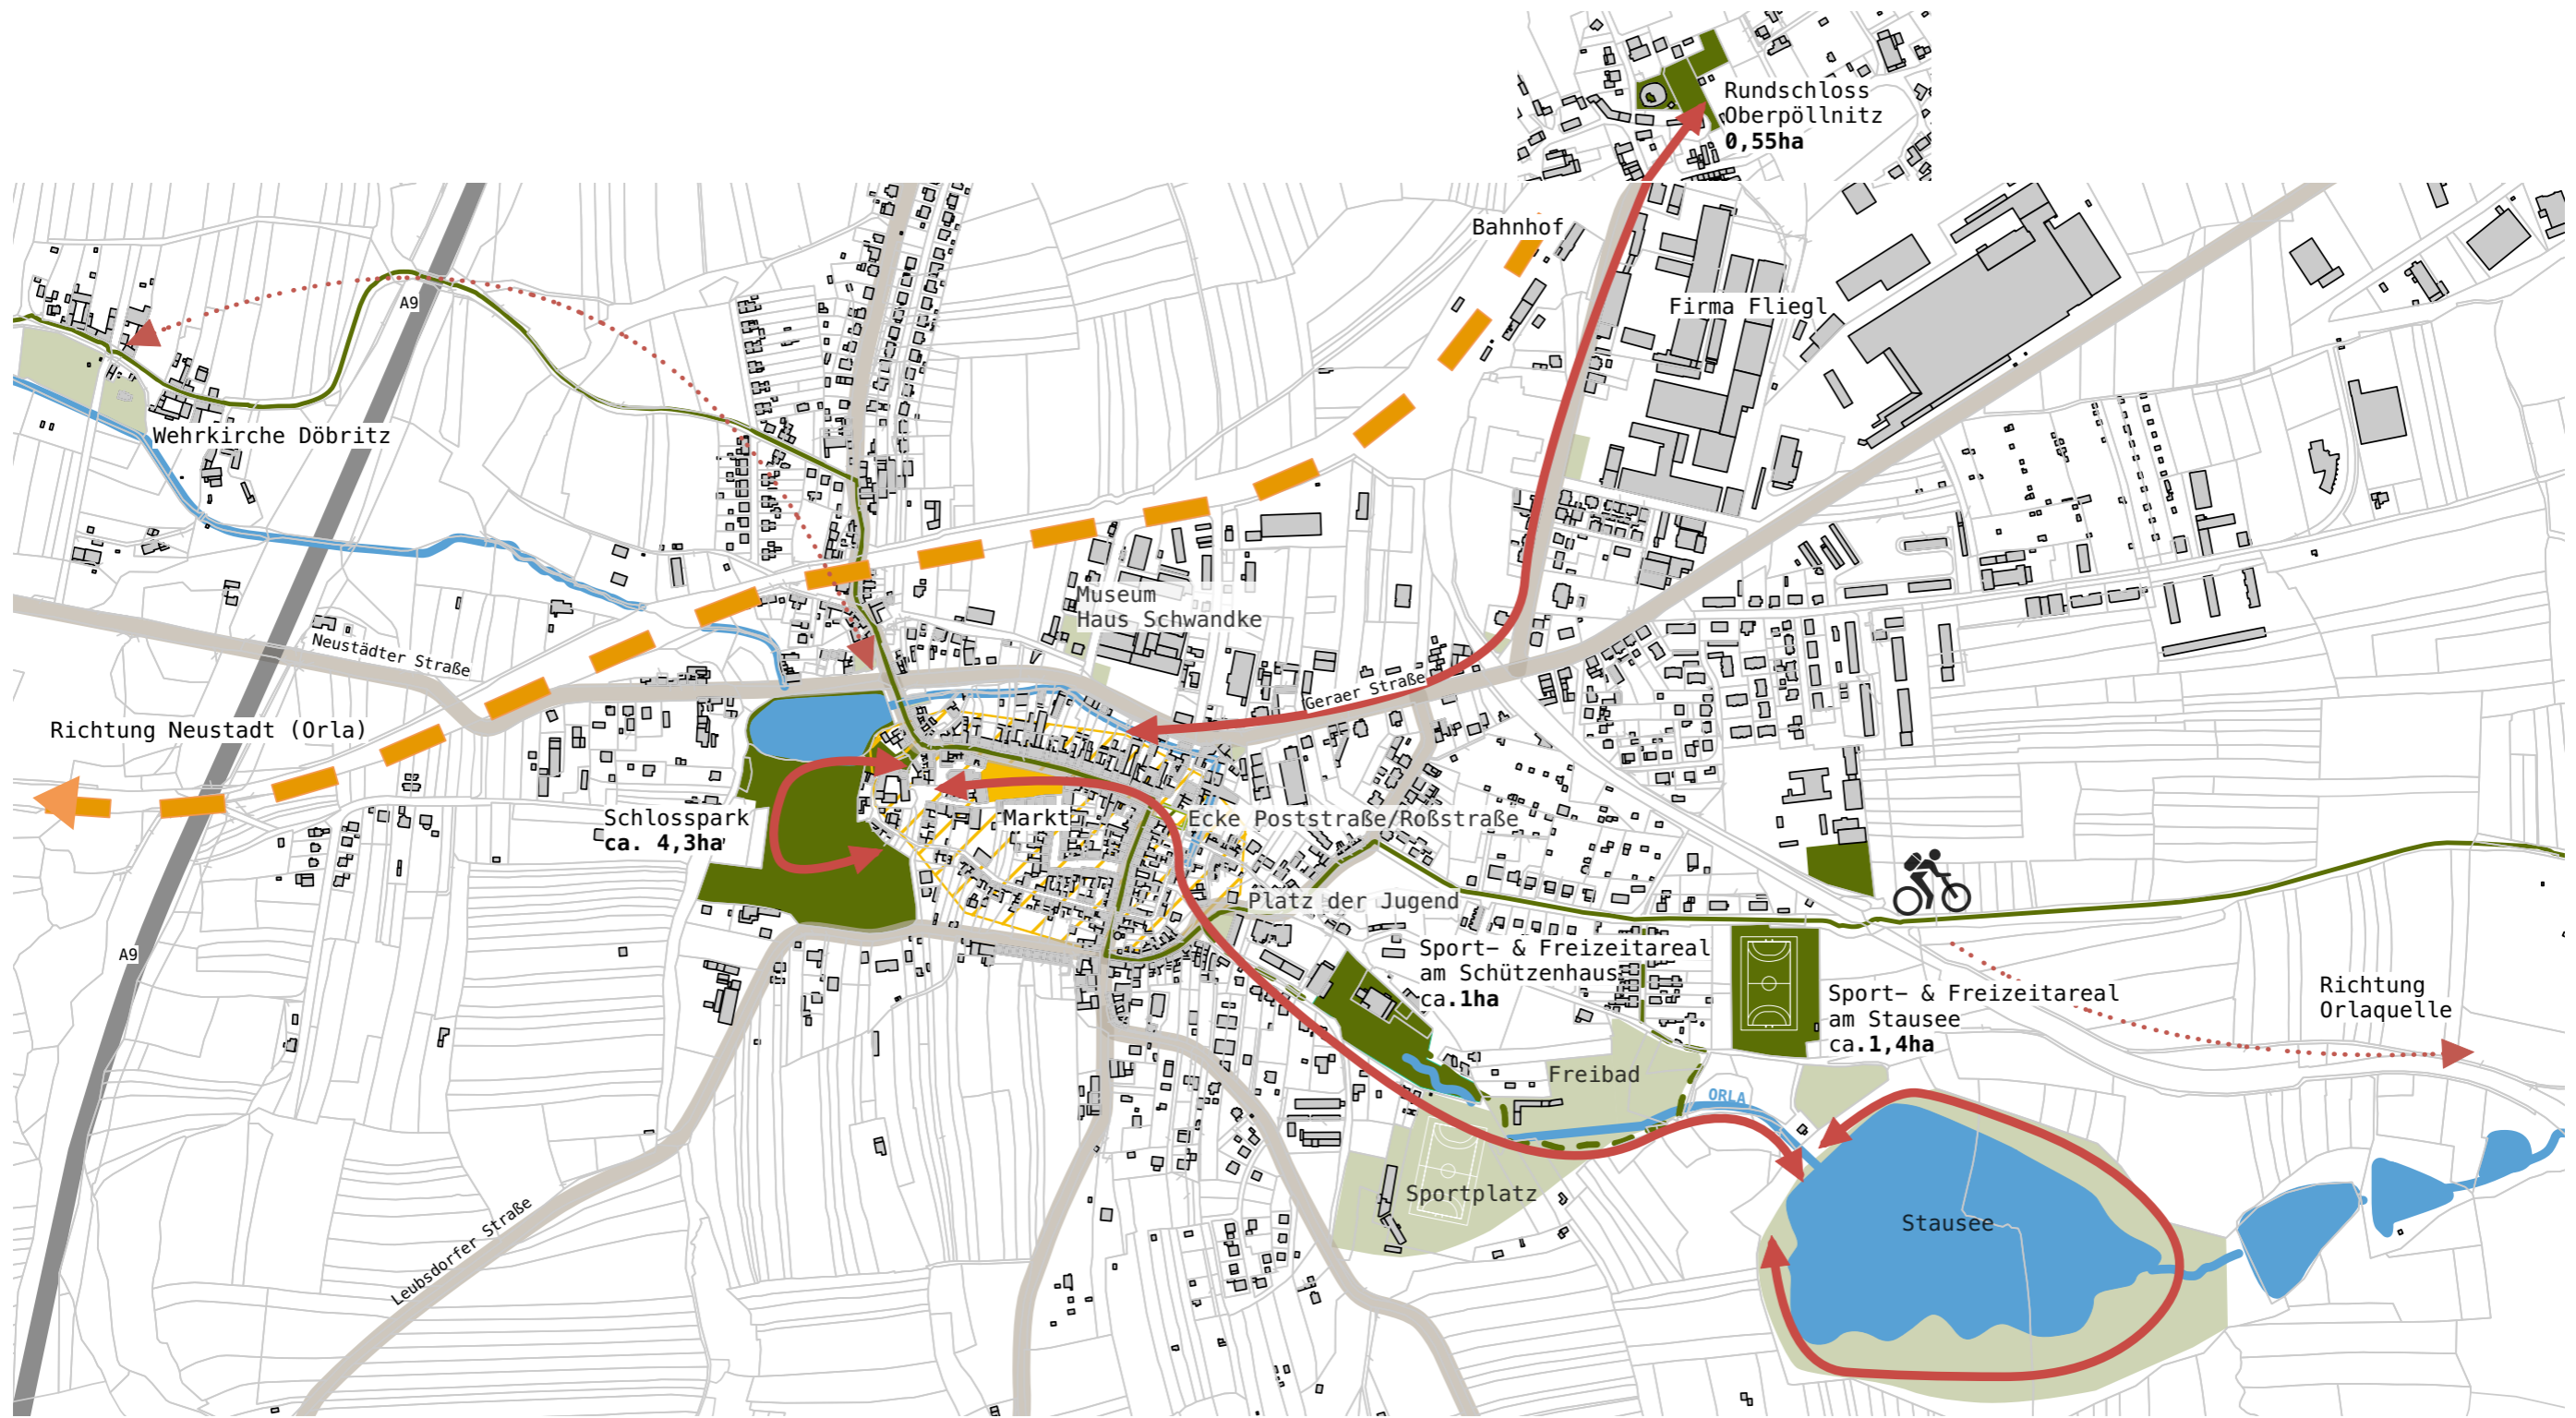 Rundschloss
Oberpöllnitz
0,55ha
Bahnhof
Firma Fliegl
A9
Wehrkirche Döbritz
Museum
Haus Schwandke
Neustädter Straße
Geraer Straße
Richtung Neustadt (Orla)
Schlosspark
ca. 4,3ha
Markt
Ecke Poststraße/Roßstraße
Platz der Jugend
Sport- & Freizeitareal
am Schützenhaus
ca.1ha
A9
Sport- & Freizeitareal
am Stausee
ca.1,4ha
Richtung
Orlaquelle
Freibad
ORLA
Sportplatz
Stausee
Leubsdorfer Straße